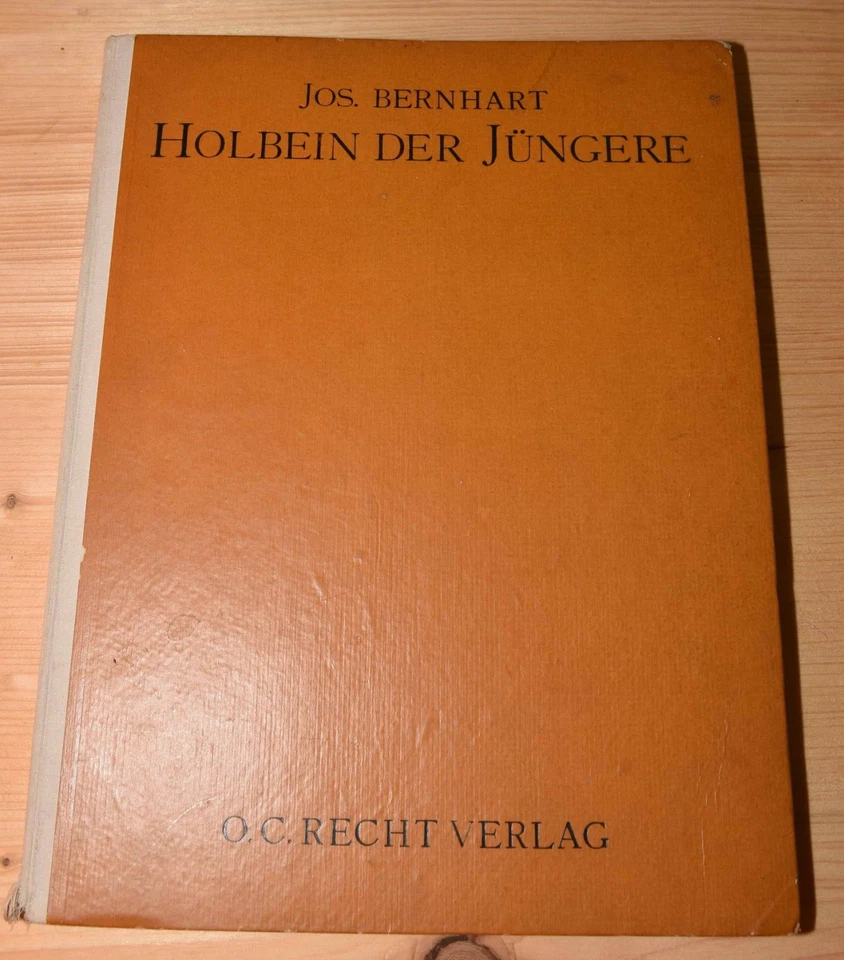 JOS. BERNHART
HOLBEIN DER JÜNGERE
O. C. RECHT VERLAG